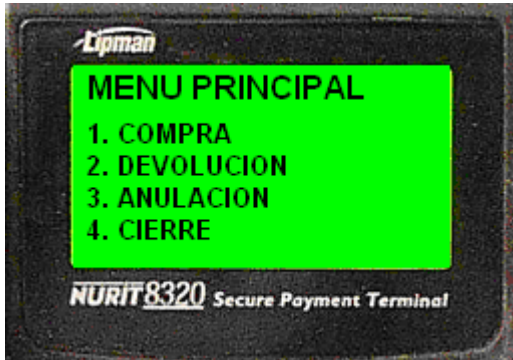 Lipman
MENU PRINCIPAL
1. COMPRA
2. DEVOLUCION
3. ANULACION
4. CIERRE
NURIT 8320 Secure Payment Terminal